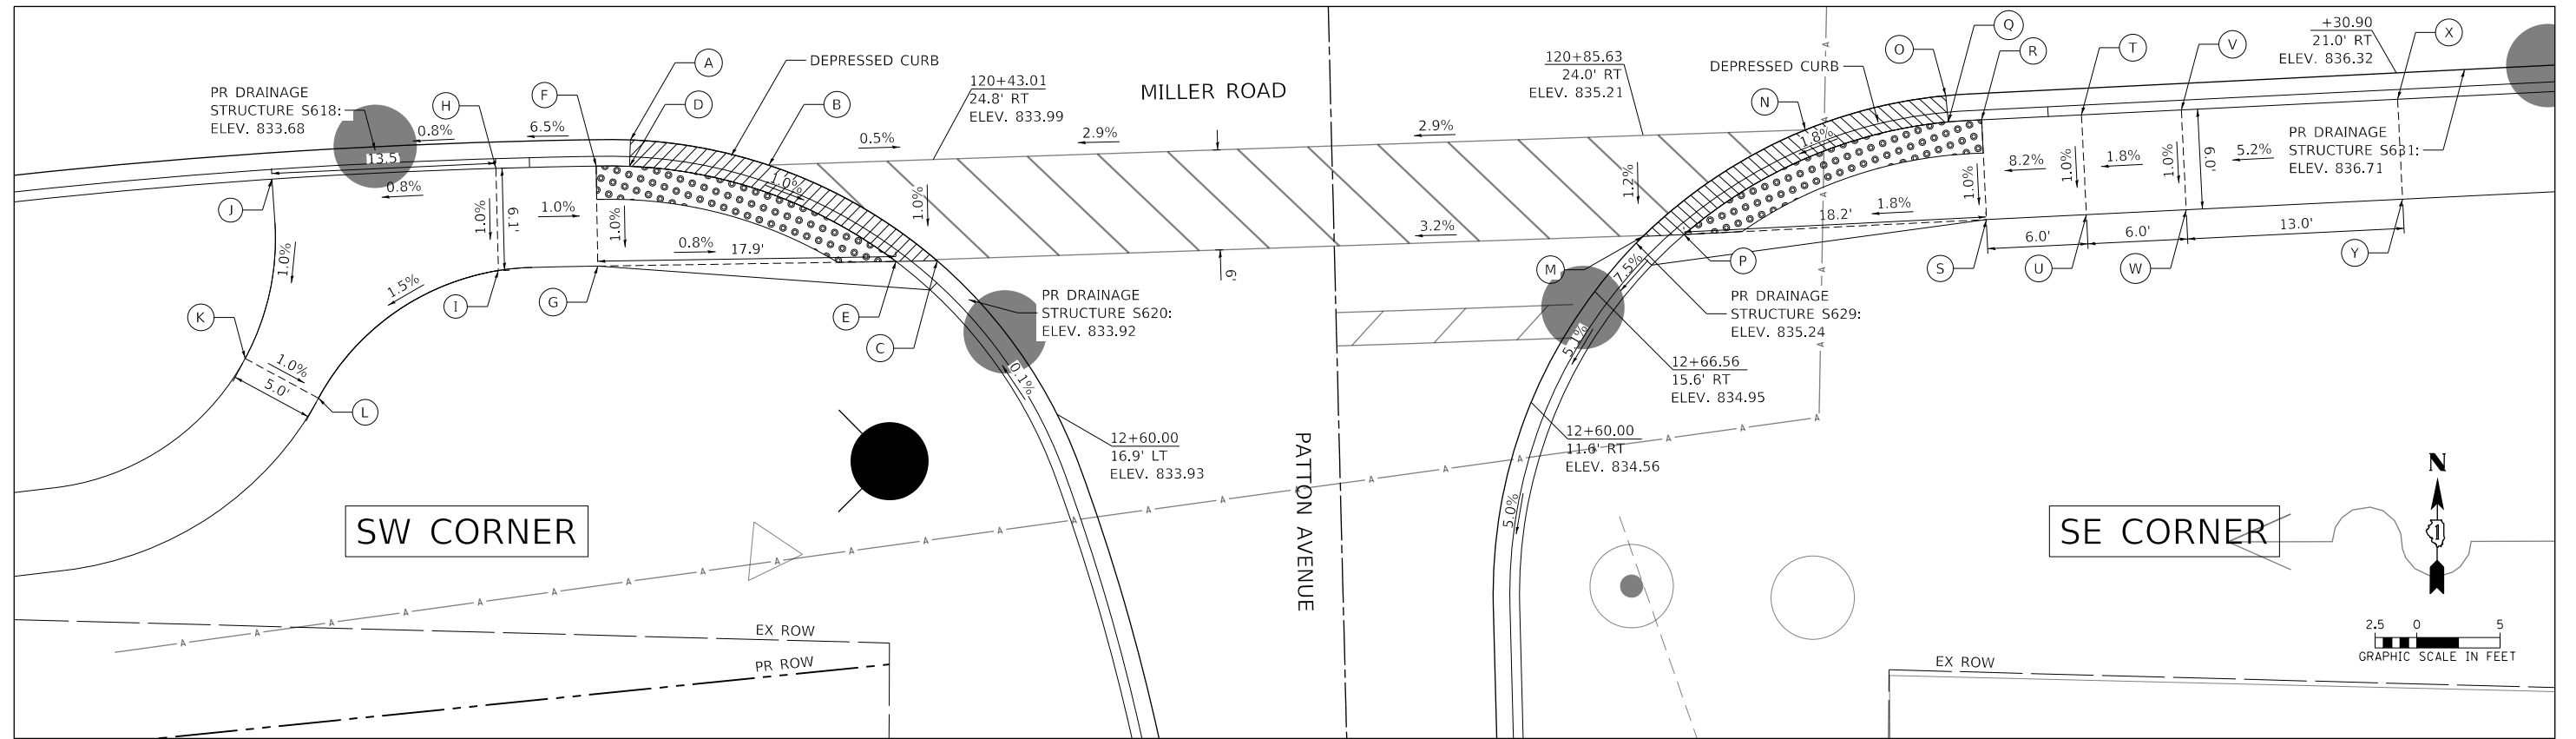 PR DRAINAGE
STRUCTURE S618:
ELEV. 833.68
H
F
A
D
DEPRESSED CURB
B
120+43.01
24.8' RT
ELEV. 833.99
MILLER ROAD
120+85.63
24.0' RT
ELEV. 835.21
DEPRESSED CURB
N
O
Q
R
T
V
+30.90
21.0' RT
ELEV. 836.32
X
0.8%
6.5%
0.5%
2.9%
2.9%
1.8%
13.5'
0.8%
1.0%
6.1'
1.0%
1.0%
1.0%
0.8%
17.9'
1.0%
3.2%
1.2%
18.2'
1.8%
1.0%
8.2%
1.0%
1.8%
1.0%
6.0'
5.2%
PR DRAINAGE
STRUCTURE S631:
ELEV. 836.71
6.0'
6.0'
13.0'
6'
J
1.0%
1.5%
K
I
G
E
C
1.0%
5.0'
L
PR DRAINAGE
STRUCTURE S620:
ELEV. 833.92
0.1%
M
7.5%
P
S
U
W
Y
PR DRAINAGE
STRUCTURE S629:
ELEV. 835.24
5.1%
12+66.56
15.6' RT
ELEV. 834.95
12+60.00
16.9' LT
ELEV. 833.93
12+60.00
11.6' RT
ELEV. 834.56
5.0%
PATTON AVENUE
SW CORNER
SE CORNER
A A A A A A A A A A A A A A A A A A A A A A A A A A A
N
1
2.5 0 5
GRAPHIC SCALE IN FEET
EX ROW
PR ROW
EX ROW